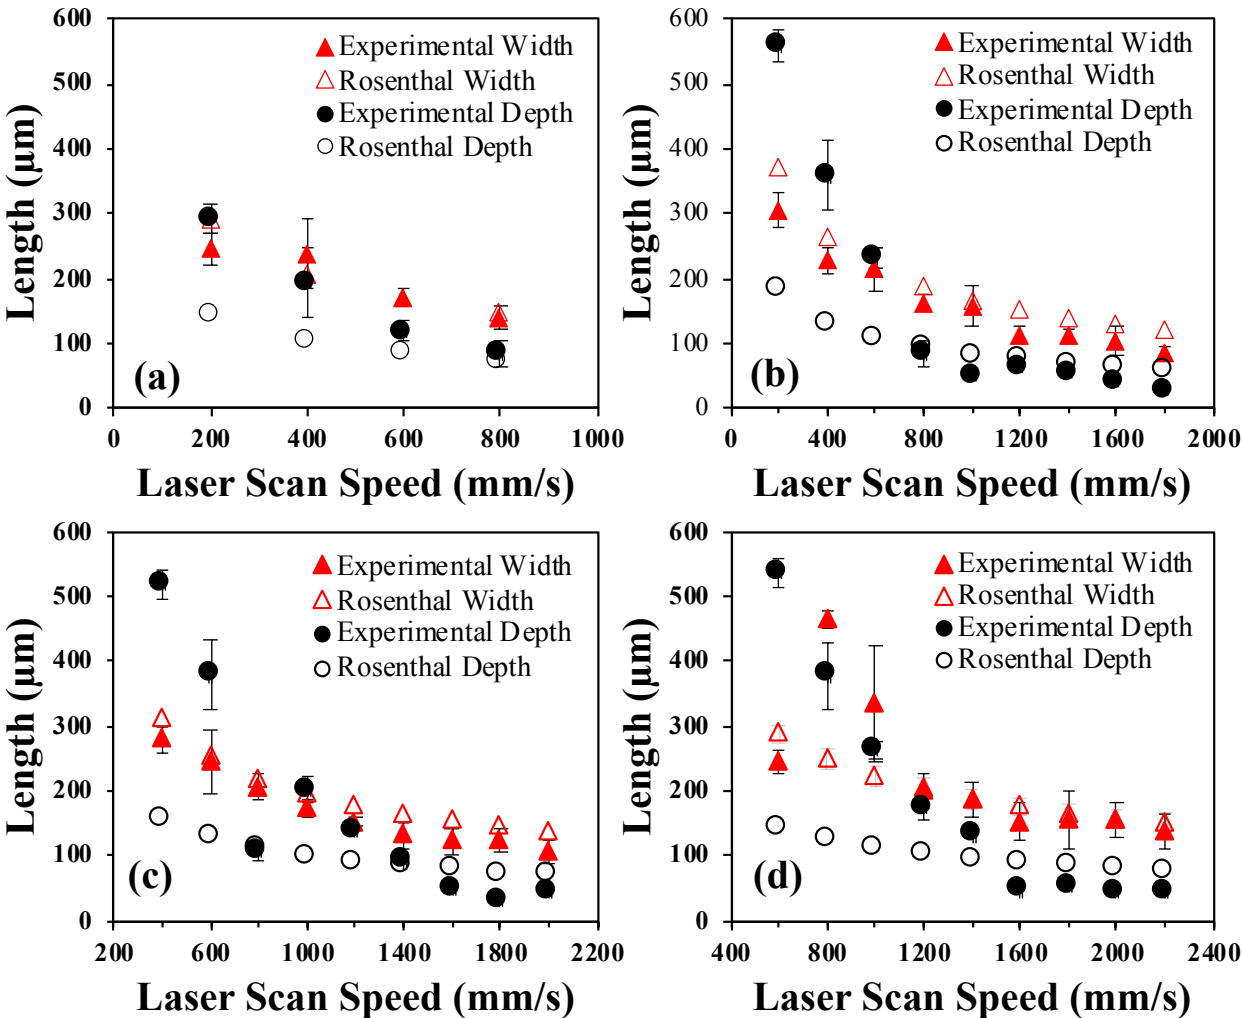 600
500
400
300
200
100
0
Length (µm)
Experimental Width
Rosenthal Width
Experimental Depth
Rosenthal Depth
(a)
0 200 400 600 800 1000
Laser Scan Speed (mm/s)
600
500
400
300
200
100
0
Length (µm)
Experimental Width
Rosenthal Width
Experimental Depth
Rosenthal Depth
(b)
0 400 800 1200 1600 2000
Laser Scan Speed (mm/s)
600
500
400
300
200
100
0
Length (µm)
Experimental Width
Rosenthal Width
Experimental Depth
Rosenthal Depth
(c)
200 600 1000 1400 1800 2200
Laser Scan Speed (mm/s)
600
500
400
300
200
100
0
Length (µm)
Experimental Width
Rosenthal Width
Experimental Depth
Rosenthal Depth
(d)
400 800 1200 1600 2000 2400
Laser Scan Speed (mm/s)